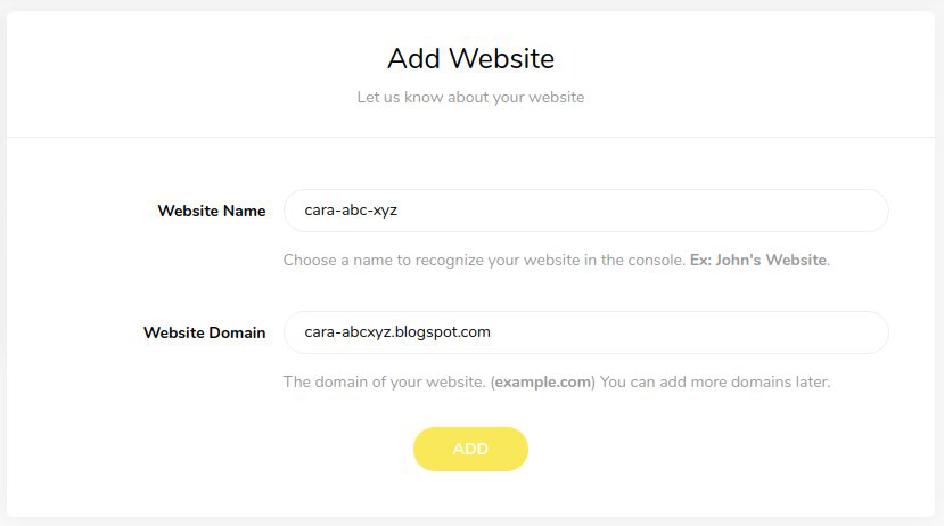 Add Website
Let us know about your website
Website Name
cara-abc-xyz
Choose a name to recognize your website in the console. Ex: John's Website.
Website Domain
cara-abcxyz.blogspot.com
The domain of your website. (example.com) You can add more domains later.
ADD